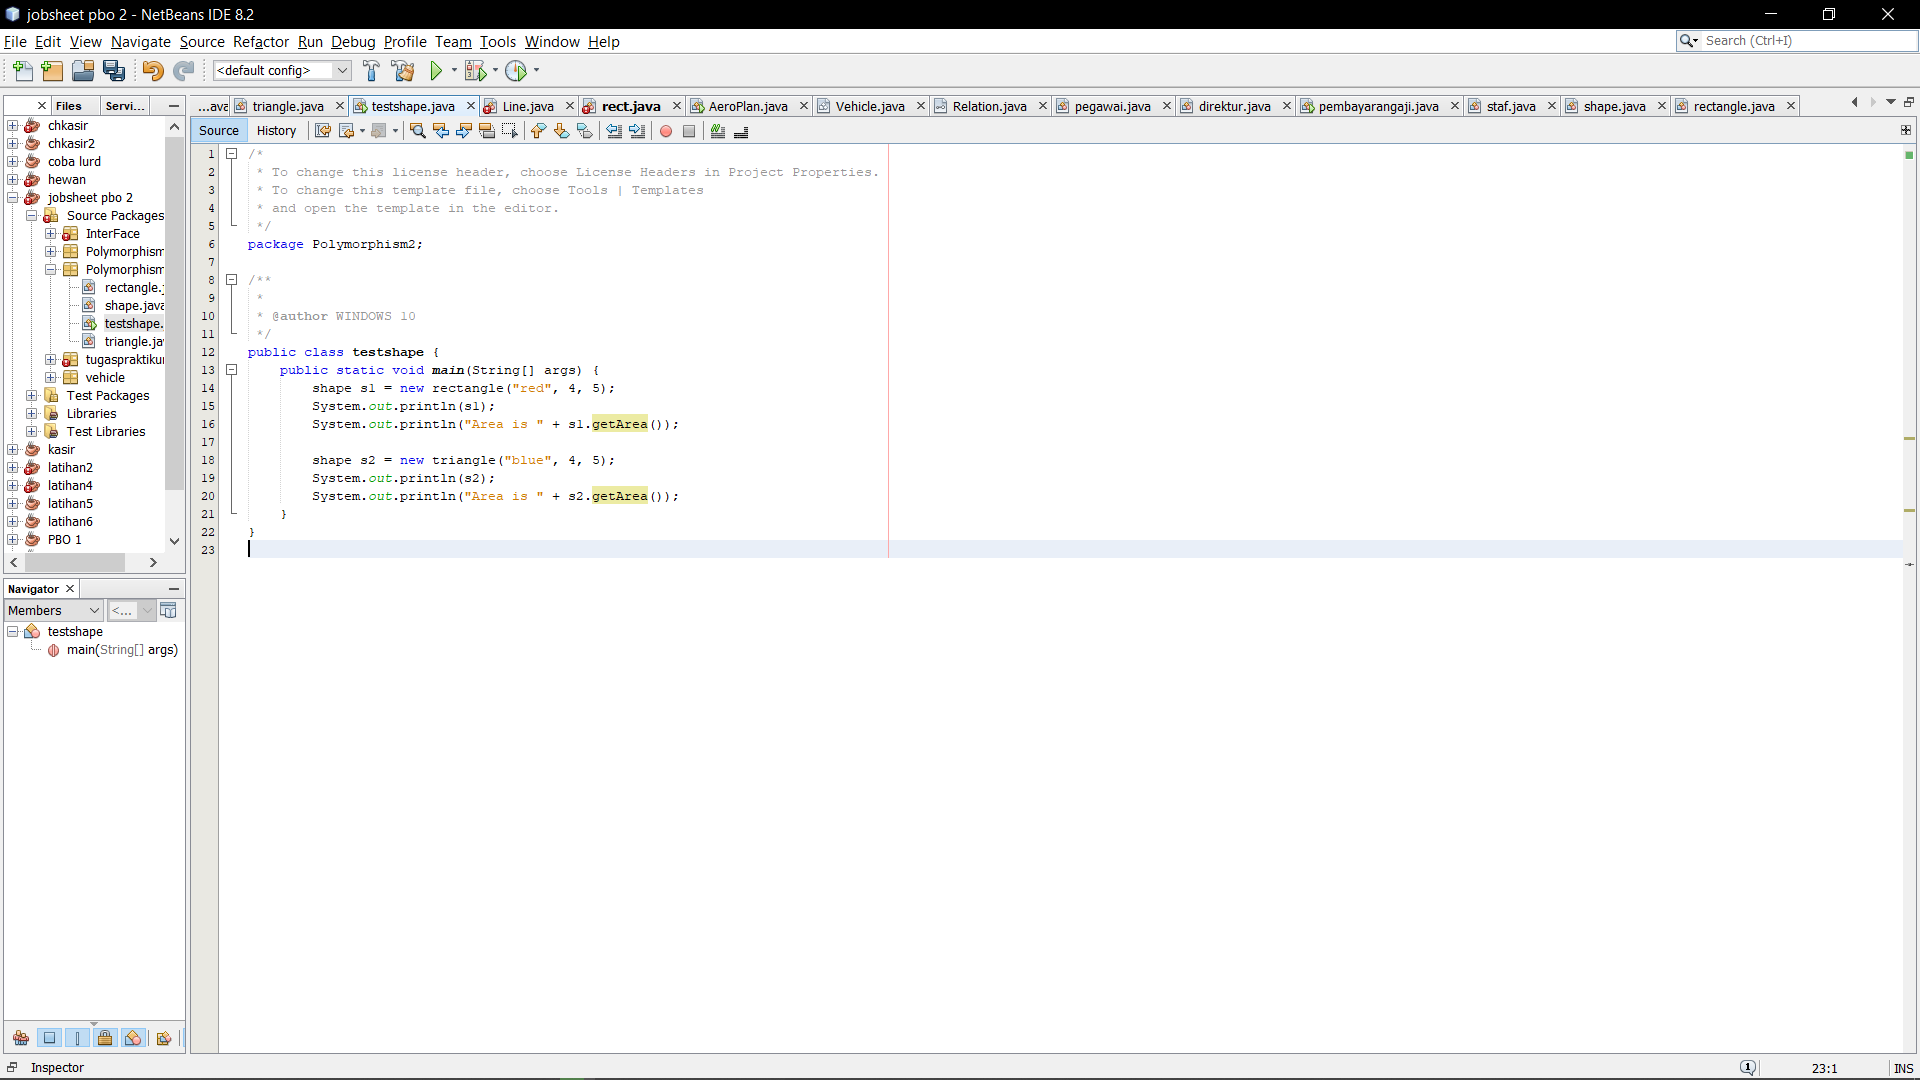 jobsheet pbo 2 - NetBeans IDE 8.2
File Edit View Navigate Source Refactor Run Debug Profile Team Tools Window Help
Search (Ctrl+I)
<default config>
Files Servi...
...ava triangle.java testshape.java Line.java rect.java AeroPlan.java Vehicle.java Relation.java pegawai.java direktur.java pembayarangaji.java staf.java shape.java rectangle.java
Source History
chkasir
chkasir2
coba lurd
hewan
jobsheet pbo 2
Source Packages
InterFace
Polymorphism
Polymorphism
rectangle.j
shape.java
testshape.
triangle.ja
tugaspraktiku
vehicle
Test Packages
Libraries
Test Libraries
kasir
latihan2
latihan4
latihan5
latihan6
PBO 1
1 /*
2 * To change this license header, choose License Headers in Project Properties.
3 * To change this template file, choose Tools | Templates
4 * and open the template in the editor.
5 */
6 package Polymorphism2;
7
8 /**
9 *
10 * @author WINDOWS 10
11 */
12 public class testshape {
13 public static void main(String[] args) {
14 shape s1 = new rectangle("red", 4, 5);
15 System.out.println(s1);
16 System.out.println("Area is " + s1.getArea());
17
18 shape s2 = new triangle("blue", 4, 5);
19 System.out.println(s2);
20 System.out.println("Area is " + s2.getArea());
21 }
22 }
23
Navigator
Members <...
testshape
main(String[] args)
Inspector
1
23:1 INS